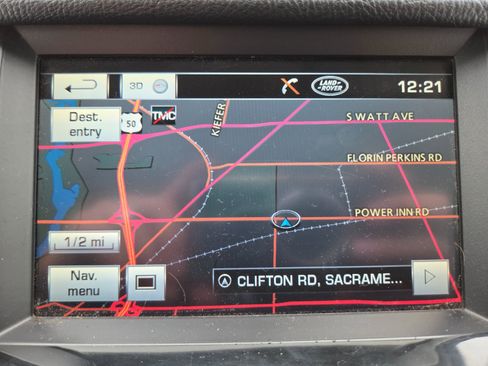 3D
LAND-
ROVER
12:21
Dest.
entry
50
TMC
KIEFER
S WATT AVE
FLORIN PERKINS RD
POWER INN RD
1/2 mi
Nav.
menu
CLIFTON RD, SACRAME...